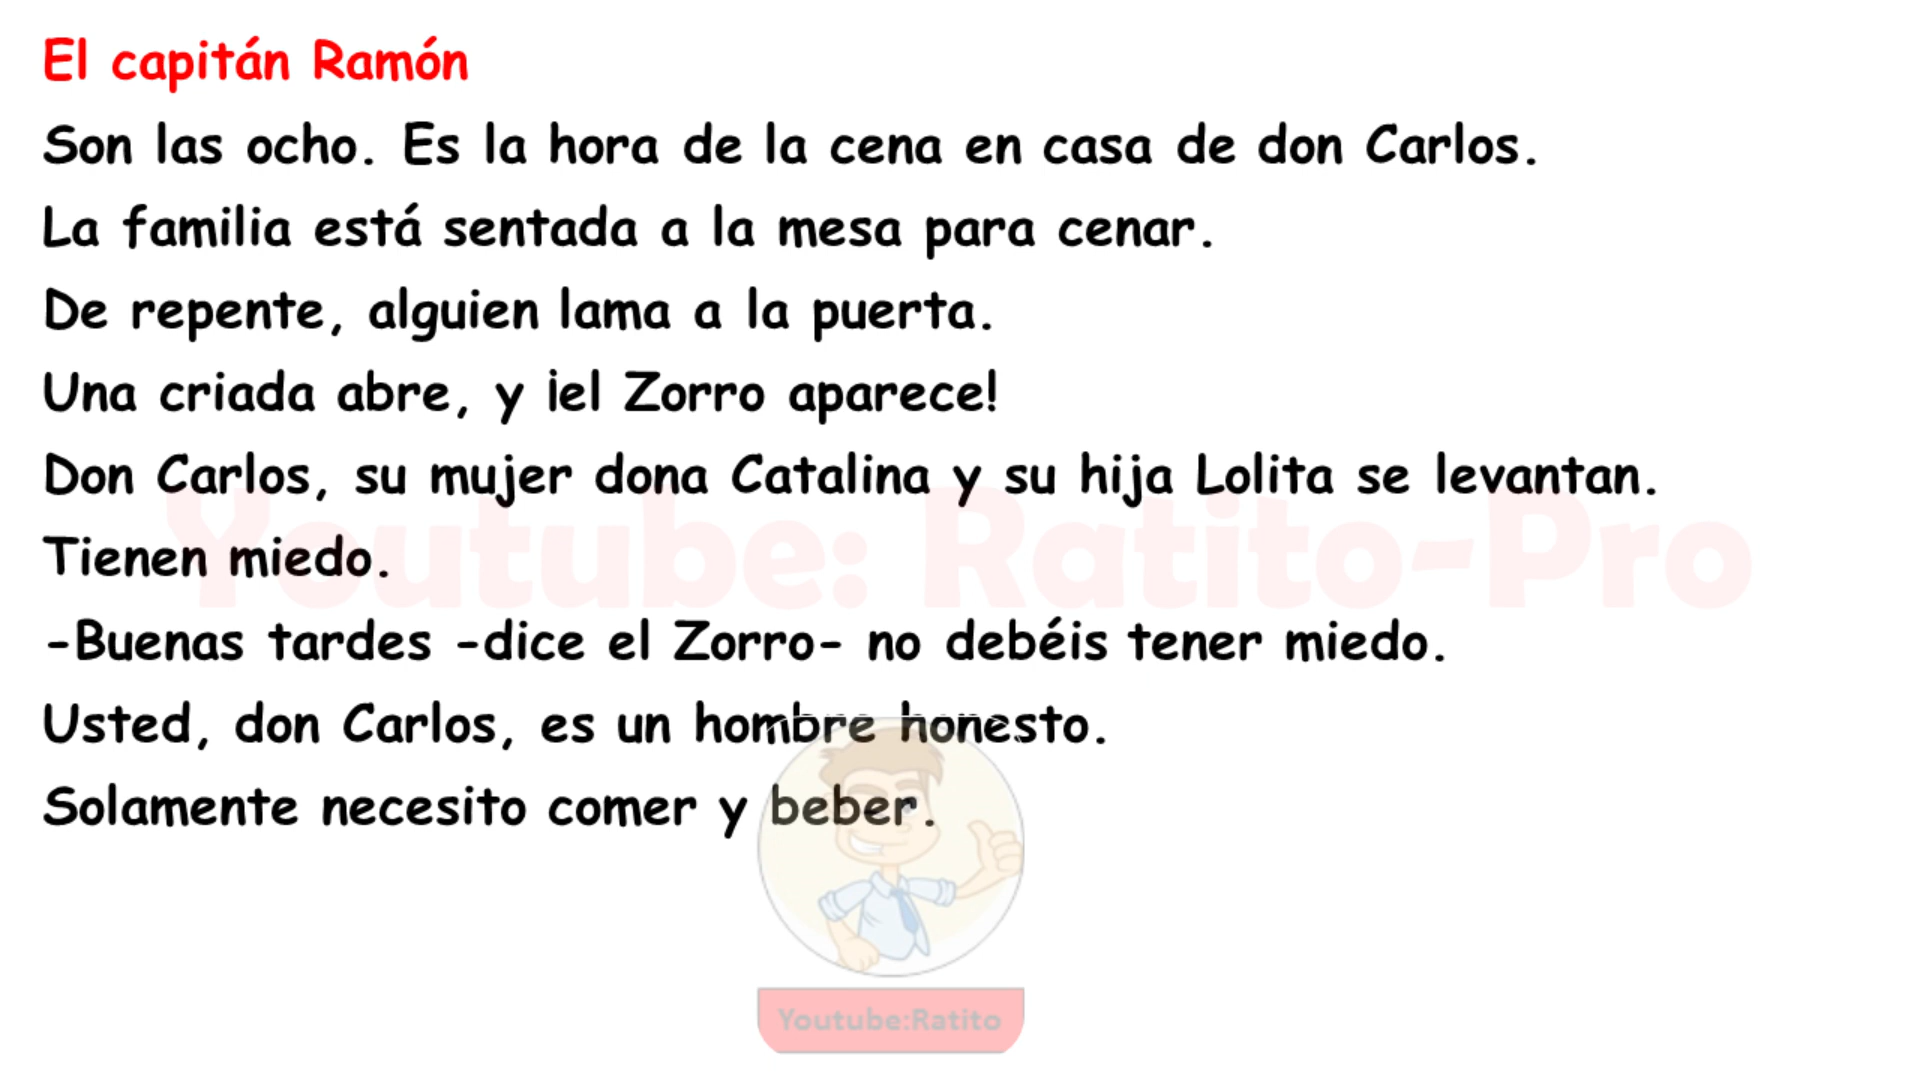 El capitán Ramón
Son las ocho. Es la hora de la cena en casa de don Carlos.
La familia está sentada a la mesa para cenar.
De repente, alguien lama a la puerta.
Una criada abre, y ¡el Zorro aparece!
Don Carlos, su mujer dona Catalina y su hija Lolita se levantan.
Youtube: Ratito-Pro
Tienen miedo.
-Buenas tardes -dice el Zorro- no debéis tener miedo.
Usted, don Carlos, es un hombre honesto.
Solamente necesito comer y beber.
Youtube:Ratito